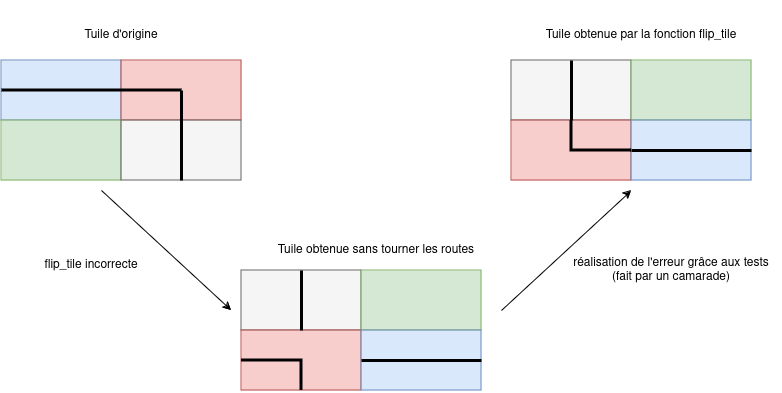 Tuile d'origine
Tuile obtenue par la fonction flip_tile
flip_tile incorrecte
Tuile obtenue sans tourner les routes
réalisation de l'erreur grâce aux tests
(fait par un camarade)